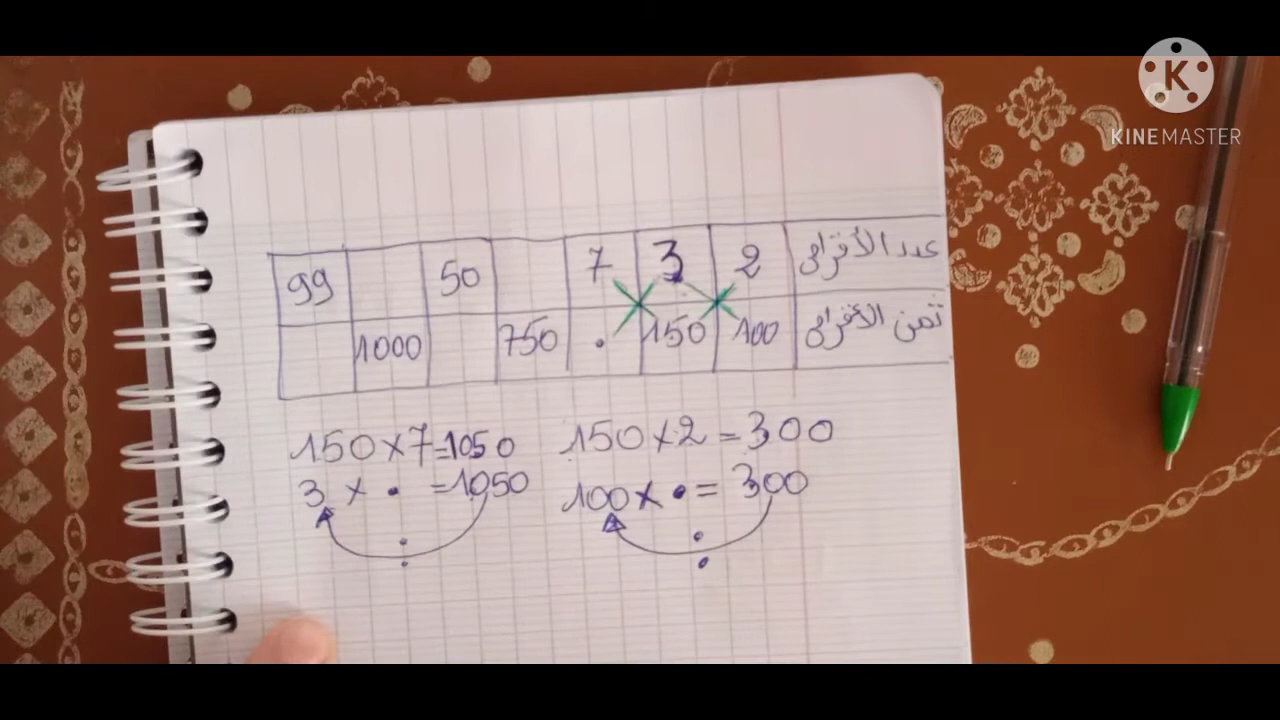 KINEMASTER
عدد الأقراص 2 3 7 50 99
ثمن الأقراص 100 150 . 750 1000
150 x 7 = 1050
3 x . = 1050
÷
150 x 2 = 300
100 x . = 300
÷